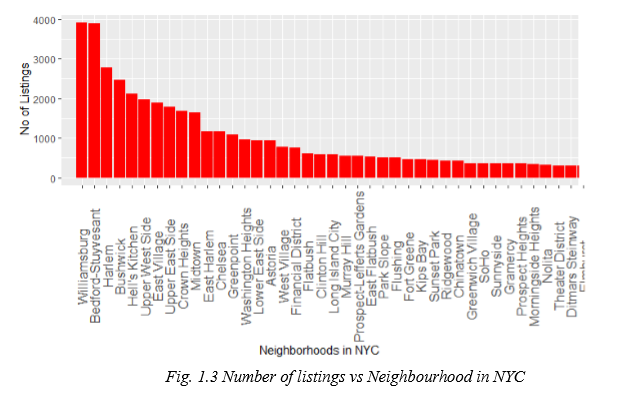 4000
3000
2000
1000
0
No of Listings
Williamsburg
Bedford-Stuyvesant
Harlem
Bushwick
Hell's Kitchen
Upper West Side
East Village
Upper East Side
Crown Heights
Midtown
East Harlem
Chelsea
Greenpoint
Washington Heights
Lower East Side
Astoria
West Village
Financial District
Flatbush
Clinton Hill
Long Island City
Murray Hill
Prospect-Lefferts Gardens
East Flatbush
Park Slope
Flushing
Fort Greene
Kips Bay
Sunset Park
Ridgewood
Chinatown
Greenwich Village
SoHo
Sunnyside
Gramercy
Prospect Heights
Morningside Heights
Nolita
Theater District
Ditmars Steinway
Neighborhoods in NYC
Fig. 1.3 Number of listings vs Neighbourhood in NYC